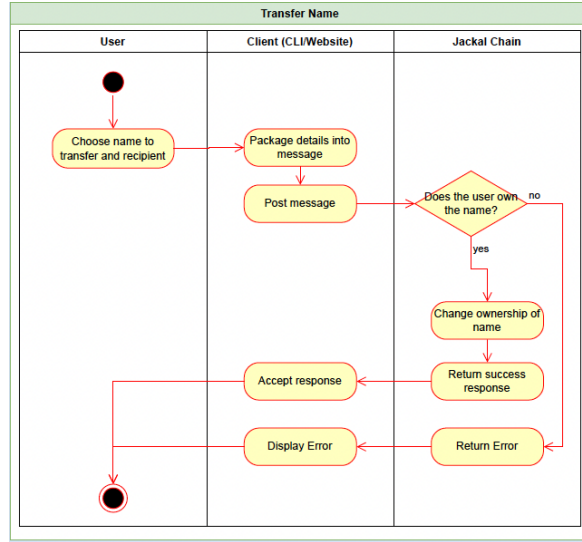 Transfer Name
User
Client (CLI/Website)
Jackal Chain
Choose name to
transfer and recipient
Package details into
message
Post message
Does the user own
the name?
no
yes
Change ownership of
name
Return success
response
Accept response
Return Error
Display Error